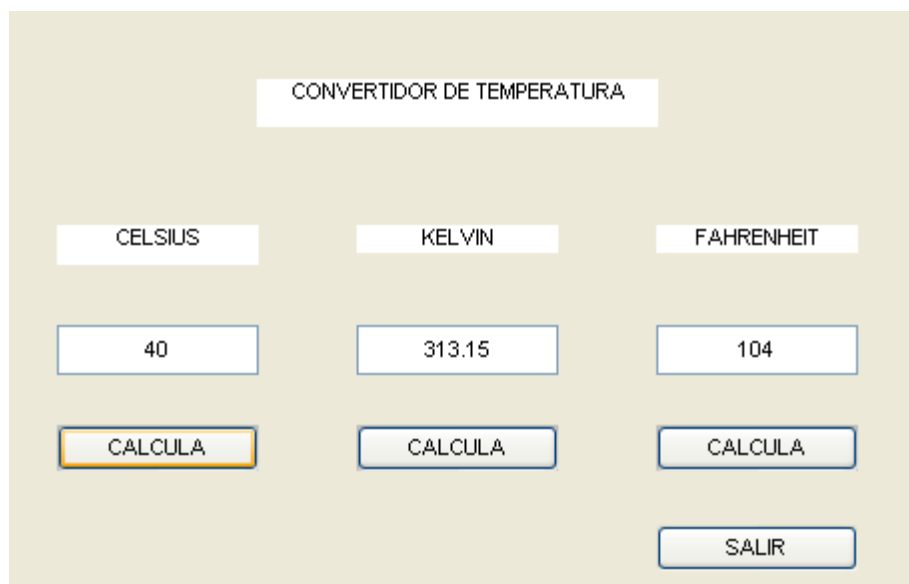 CONVERTIDOR DE TEMPERATURA
CELSIUS KELVIN FAHRENHEIT
40 313.15 104
CALCULA CALCULA CALCULA
SALIR